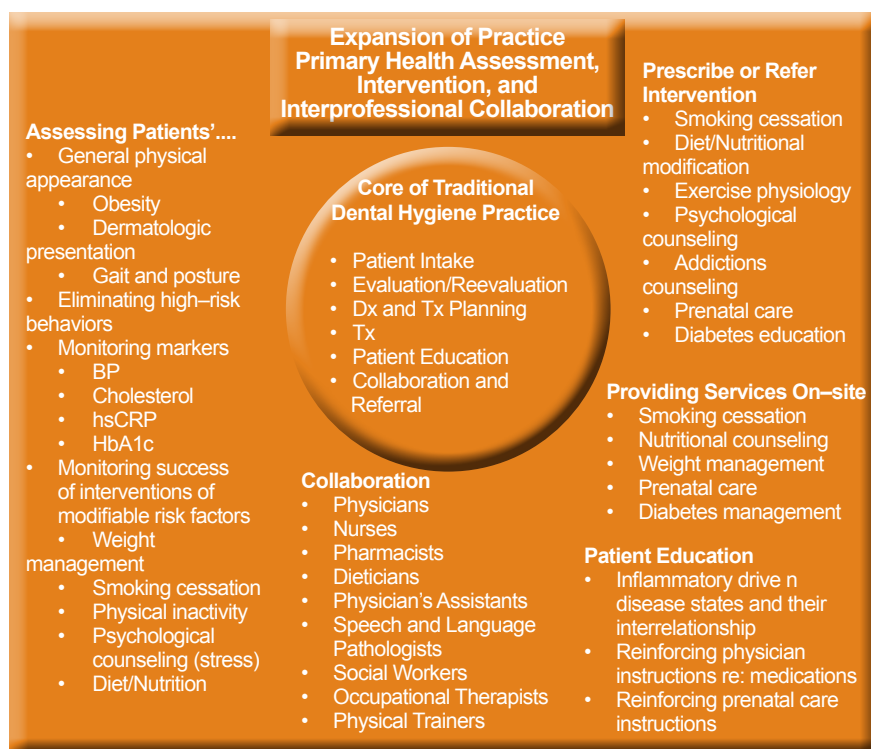 Expansion of Practice
Primary Health Assessment,
Intervention, and
Interprofessional Collaboration
Assessing Patients'....
• General physical
appearance
• Obesity
• Dermatologic
presentation
• Gait and posture
• Eliminating high–risk
behaviors
• Monitoring markers
• BP
• Cholesterol
• hsCRP
• HbA1c
• Monitoring success
of interventions of
modifiable risk factors
• Weight
management
• Smoking cessation
• Physical inactivity
• Psychological
counseling (stress)
• Diet/Nutrition
Core of Traditional
Dental Hygiene Practice
• Patient Intake
• Evaluation/Reevaluation
• Dx and Tx Planning
• Tx
• Patient Education
• Collaboration and
Referral
Collaboration
• Physicians
• Nurses
• Pharmacists
• Dieticians
• Physician's Assistants
• Speech and Language
Pathologists
• Social Workers
• Occupational Therapists
• Physical Trainers
Prescribe or Refer
Intervention
• Smoking cessation
• Diet/Nutritional
modification
• Exercise physiology
• Psychological
counseling
• Addictions
counseling
• Prenatal care
• Diabetes education
Providing Services On–site
• Smoking cessation
• Nutritional counseling
• Weight management
• Prenatal care
• Diabetes management
Patient Education
• Inflammatory drive n
disease states and their
interrelationship
• Reinforcing physician
instructions re: medications
• Reinforcing prenatal care
instructions